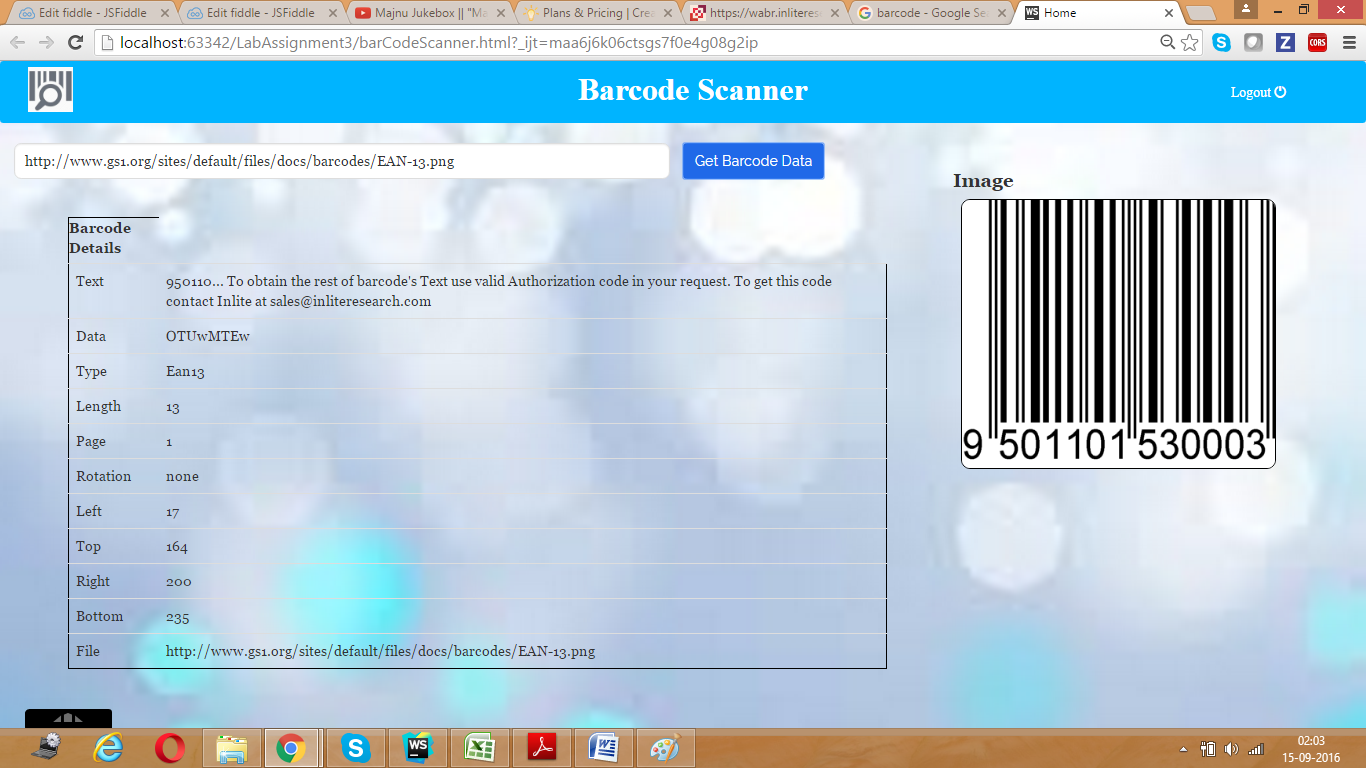 Edit fiddle - JSFiddle
Edit fiddle - JSFiddle
Majnu Jukebox || "Ma
Plans & Pricing | Crea
https://wabr.inliteres
barcode - Google Sea
WS Home
localhost:63342/LabAssignment3/barCodeScanner.html?_ijt=maa6j6k06ctsgs7f0e4g08g2ip
S Z CORS
Barcode Scanner
Logout
http://www.gs1.org/sites/default/files/docs/barcodes/EAN-13.png
Get Barcode Data
Image
Barcode
Details
Text 950110... To obtain the rest of barcode's Text use valid Authorization code in your request. To get this code
contact Inlite at sales@inliteresearch.com
Data OTUwMTEw
Type Ean13
Length 13
Page 1
Rotation none
Left 17
Top 164
Right 200
Bottom 235
File http://www.gs1.org/sites/default/files/docs/barcodes/EAN-13.png
9 501101 530003
WS
02:03
15-09-2016